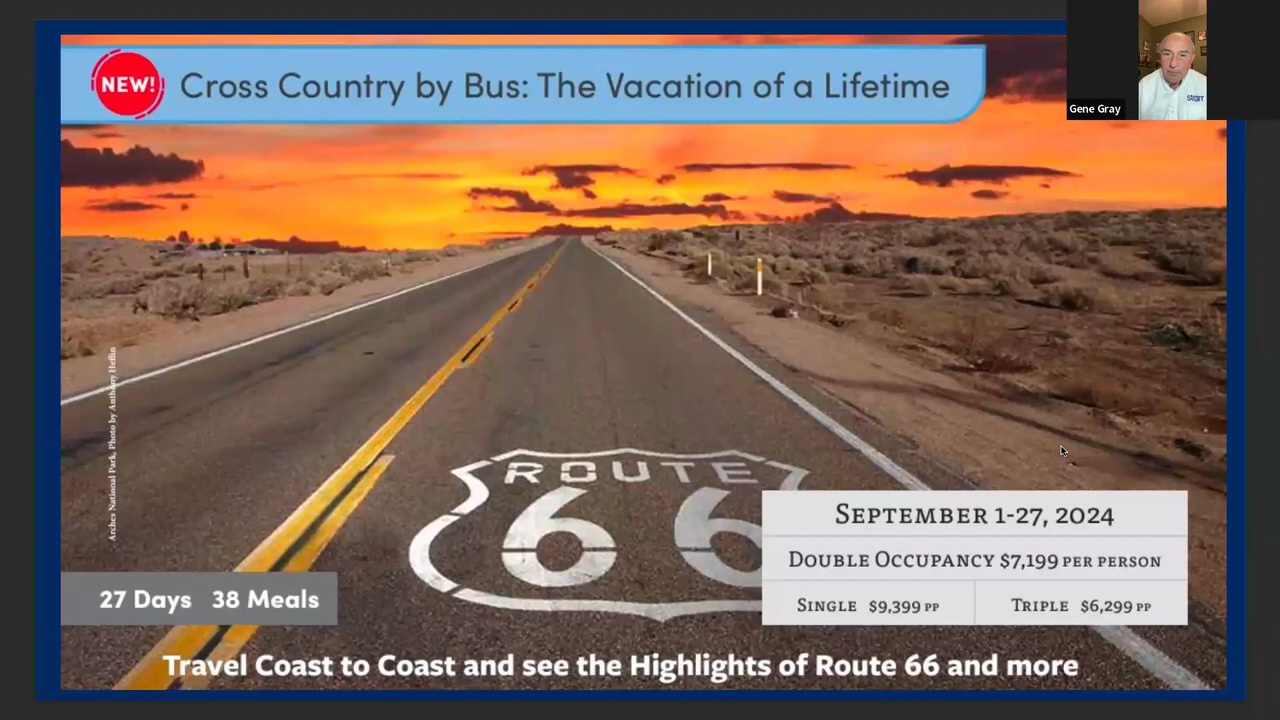 NEW!
Cross Country by Bus: The Vacation of a Lifetime
starr
Gene Gray
Arches National Park, Photo by Anthony Heflin
ROUTE
66
SEPTEMBER 1-27, 2024
DOUBLE OCCUPANCY $7,199 PER PERSON
SINGLE $9,399 PP
TRIPLE $6,299 PP
27 Days 38 Meals
Travel Coast to Coast and see the Highlights of Route 66 and more